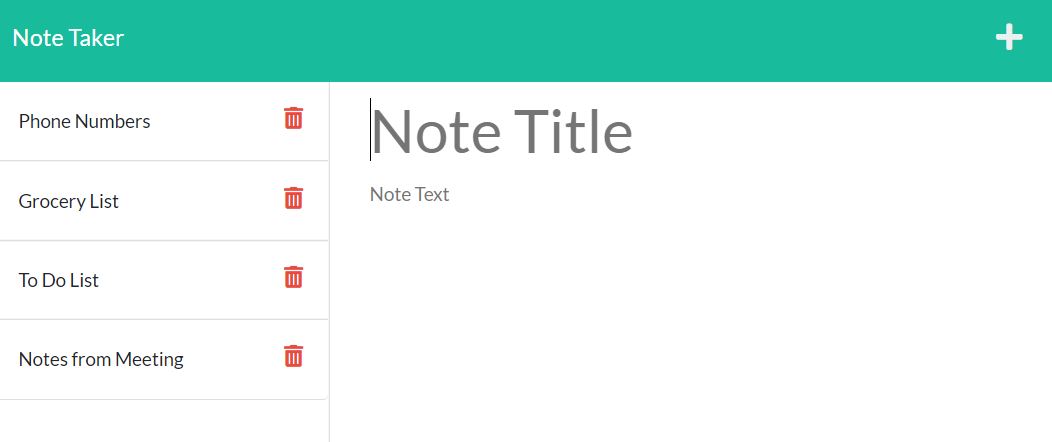 Note Taker
Phone Numbers
Grocery List
To Do List
Notes from Meeting
Note Title
Note Text